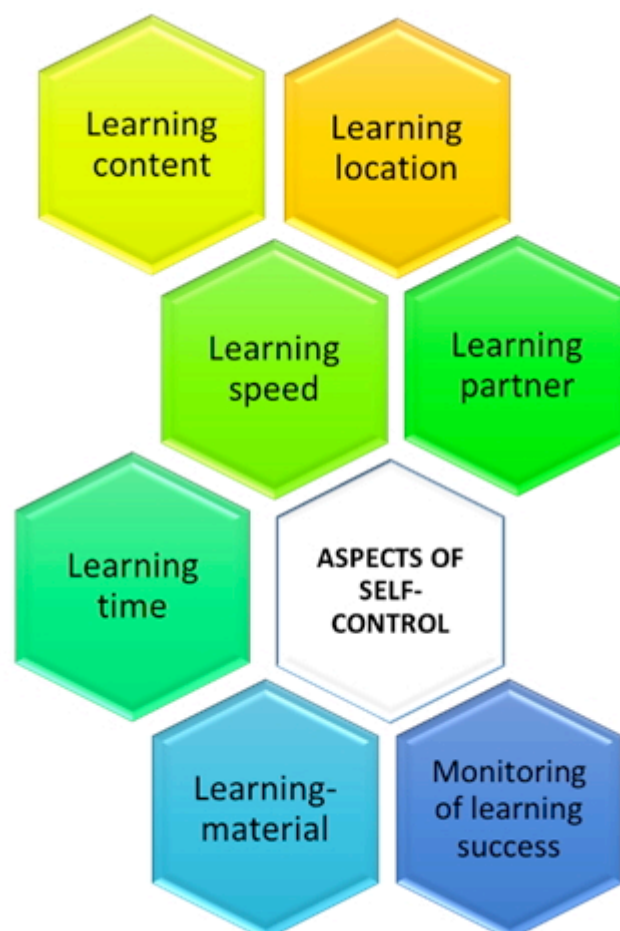 Learning
content
Learning
location
Learning
speed
Learning
partner
Learning
time
ASPECTS OF
SELF-
CONTROL
Learning-
material
Monitoring
of learning
success